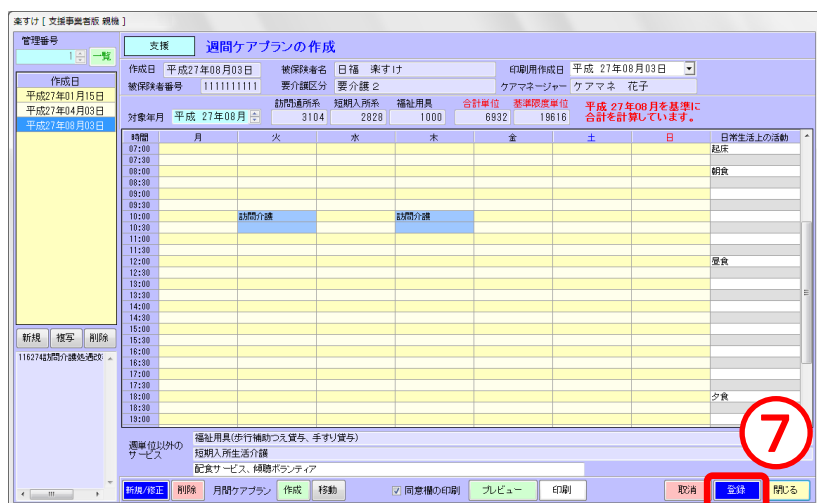 楽すけ [ 支援事業者版 親機 ]
管理番号
1 一覧
作成日
平成27年01月15日
平成27年04月03日
平成27年08月03日
新規 複写 削除
支援 週間ケアプランの作成
作成日 平成27年08月03日 被保険者名 日福 楽すけ 印刷用作成日 平成 27年08月03日
被保険者番号 1111111111 要介護区分 要介護２ ケアマネージャー ケアマネ 花子
訪問通所系 短期入所系 福祉用具 合計単位 基準限度単位 平成 27年08月を基準に
対象年月 平成 27年08月 3104 2828 1000 6932 19616 合計を計算しています。
時間 月 火 水 木 金 土 日 日常生活上の活動
07:00 起床
07:30
08:00 朝食
08:30
09:00
09:30
10:00 訪問介護 訪問介護
10:30
11:00
11:30
12:00 昼食
12:30
13:00
13:30
14:00
14:30
15:00
15:30
16:00
16:30
17:00
17:30
18:00 夕食
18:30
19:00
⑦
週単位以外の
サービス
福祉用具(歩行補助つえ貸与、手すり貸与)
短期入所生活介護
配食サービス、傾聴ボランティア
新規/修正 削除 月間ケアプラン 作成 移動 同意欄の印刷 プレビュー 印刷 取消 登録 閉じる